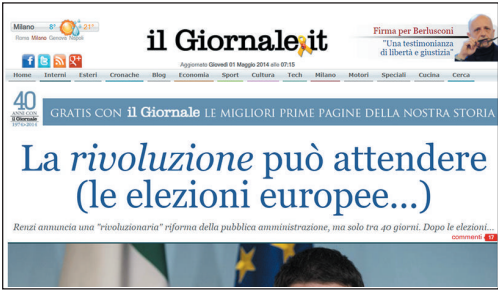 Milano 8° 21°
Roma Milano Genova Napoli
il Giornale.it
Aggiornato Giovedì 01 Maggio 2014 alle 07:15
Firma per Berlusconi
"Una testimonianza
di libertà e giustizia"
Home Interni Esteri Cronache Blog Economia Sport Cultura Tech Milano Motori Speciali Cucina Cerca
40
ANNI CON
il Giornale
1974•2014
GRATIS CON il Giornale LE MIGLIORI PRIME PAGINE DELLA NOSTRA STORIA
La rivoluzione può attendere
(le elezioni europee...)
Renzi annuncia una "rivoluzionaria" riforma della pubblica amministrazione, ma solo tra 40 giorni. Dopo le elezioni...
commenti 17